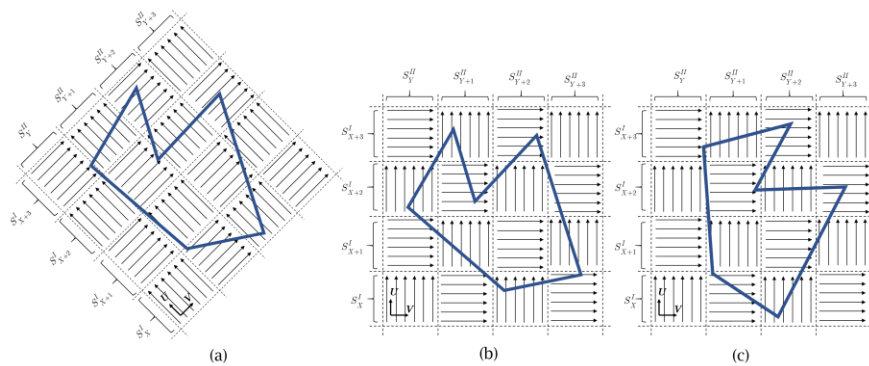 S^{II}_{Y+3}
S^{II}_{Y+2}
S^{II}_{Y+1}
S^{II}_{Y}
S^{I}_{X+3}
S^{I}_{X+2}
S^{I}_{X+1}
S^{I}_{X}
U V
(a)
S^{II}_{Y} S^{II}_{Y+1} S^{II}_{Y+2} S^{II}_{Y+3}
S^{I}_{X+3}
S^{I}_{X+2}
S^{I}_{X+1}
S^{I}_{X}
U
V
(b)
S^{II}_{Y} S^{II}_{Y+1} S^{II}_{Y+2} S^{II}_{Y+3}
S^{I}_{X+3}
S^{I}_{X+2}
S^{I}_{X+1}
S^{I}_{X}
U
V
(c)